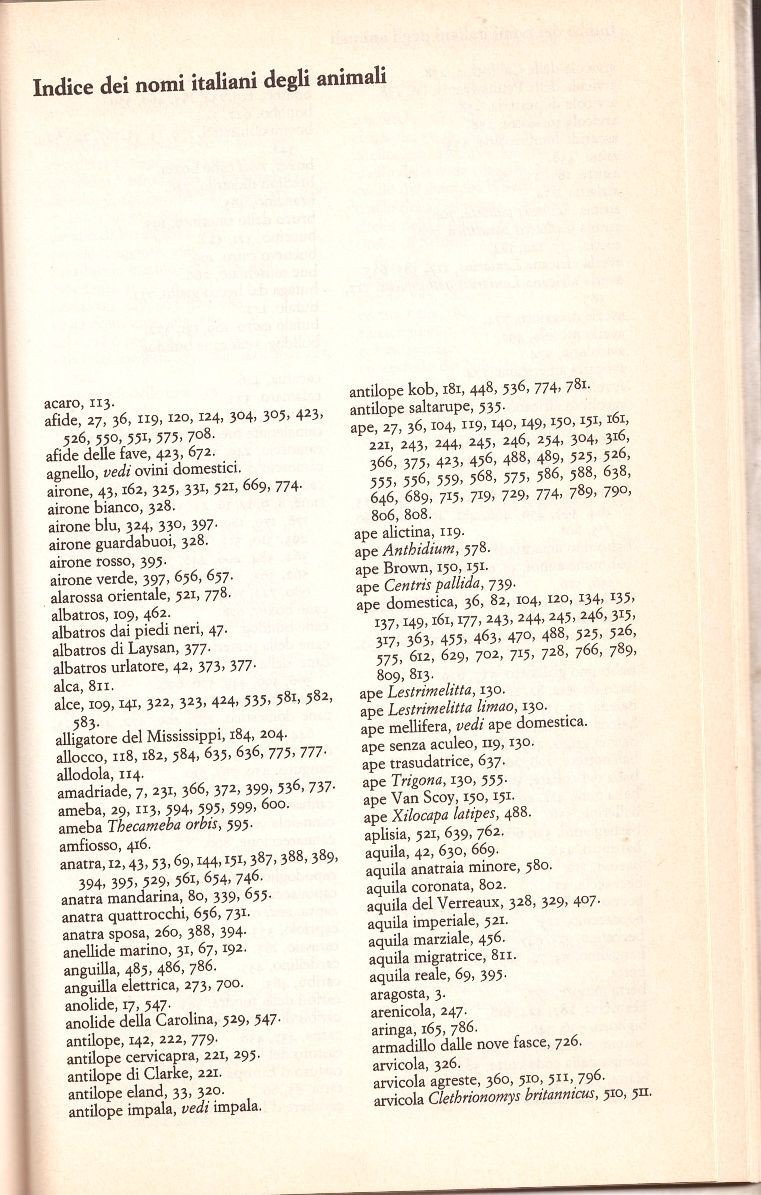 Indice dei nomi italiani degli animali
acaro, 113.
afide, 27, 36, 119, 120, 124, 304, 305, 423,
526, 550, 551, 575, 708.
afide delle fave, 423, 672.
agnello, vedi ovini domestici.
airone, 43, 162, 325, 331, 521, 669, 774.
airone bianco, 328.
airone blu, 324, 330, 397.
airone guardabuoi, 328.
airone rosso, 395.
airone verde, 397, 656, 657.
alarossa orientale, 521, 778.
albatros, 109, 462.
albatros dai piedi neri, 47.
albatros di Laysan, 377.
albatros urlatore, 42, 373, 377.
alca, 811.
alce, 109, 141, 322, 323, 424, 535, 581, 582,
583.
alligatore del Mississippi, 184, 204.
allocco, 118, 182, 584, 635, 636, 775, 777.
allodola, 114.
amadriade, 7, 231, 366, 372, 399, 536, 737.
ameba, 29, 113, 594, 595, 599, 600.
ameba Thecameba orbis, 595.
amfiosso, 416.
anatra, 12, 43, 53, 69, 144, 151, 387, 388, 389,
394, 395, 529, 561, 654, 746.
anatra mandarina, 80, 339, 655.
anatra quattrocchi, 656, 731.
anatra sposa, 260, 388, 394.
anellide marino, 31, 67, 192.
anguilla, 485, 486, 786.
anguilla elettrica, 273, 700.
anolide, 17, 547.
anolide della Carolina, 529, 547.
antilope, 142, 222, 779.
antilope cervicapra, 221, 295.
antilope di Clarke, 221.
antilope eland, 33, 320.
antilope impala, vedi impala.
antilope kob, 181, 448, 536, 774, 781.
antilope saltarupe, 535.
ape, 27, 36, 104, 119, 140, 149, 150, 151, 161,
221, 243, 244, 245, 246, 254, 304, 316,
366, 375, 423, 456, 488, 489, 525, 526,
555, 556, 559, 568, 575, 586, 588, 638,
646, 689, 715, 719, 729, 774, 789, 790,
806, 808.
ape alictina, 119.
ape Anthidium, 578.
ape Brown, 150, 151.
ape Centris pallida, 739.
ape domestica, 36, 82, 104, 120, 134, 135,
137, 149, 161, 177, 243, 244, 245, 246, 315,
317, 363, 455, 463, 470, 488, 525, 526,
575, 612, 629, 702, 715, 728, 766, 789,
809, 813.
ape Lestrimelitta, 130.
ape Lestrimelitta limao, 130.
ape mellifera, vedi ape domestica.
ape senza aculeo, 119, 130.
ape trasudatrice, 637.
ape Trigona, 130, 555.
ape Van Scoy, 150, 151.
ape Xilocapa latipes, 488.
aplisia, 521, 639, 762.
aquila, 42, 630, 669.
aquila anatraia minore, 580.
aquila coronata, 802.
aquila del Verreaux, 328, 329, 407.
aquila imperiale, 521.
aquila marziale, 456.
aquila migratrice, 811.
aquila reale, 69, 395.
aragosta, 3.
arenicola, 247.
aringa, 165, 786.
armadillo dalle nove fasce, 726.
arvicola, 326.
arvicola agreste, 360, 510, 511, 796.
arvicola Clethrionomys britannicus, 510, 511.